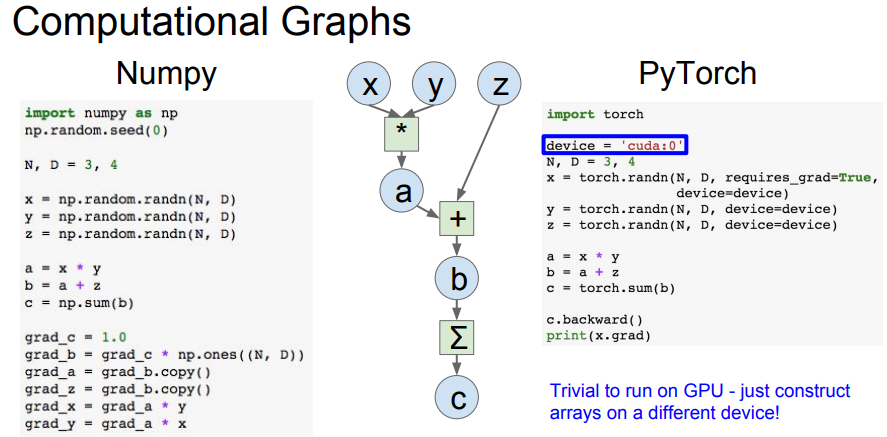 Computational Graphs
Numpy
import numpy as np
np.random.seed(0)
N, D = 3, 4
x = np.random.randn(N, D)
y = np.random.randn(N, D)
z = np.random.randn(N, D)
a = x * y
b = a + z
c = np.sum(b)
grad_c = 1.0
grad_b = grad_c * np.ones((N, D))
grad_a = grad_b.copy()
grad_z = grad_b.copy()
grad_x = grad_a * y
grad_y = grad_a * x
x y z
*
a
+
b
Σ
c
PyTorch
import torch
device = 'cuda:0'
N, D = 3, 4
x = torch.randn(N, D, requires_grad=True,
device=device)
y = torch.randn(N, D, device=device)
z = torch.randn(N, D, device=device)
a = x * y
b = a + z
c = torch.sum(b)
c.backward()
print(x.grad)
Trivial to run on GPU - just construct
arrays on a different device!